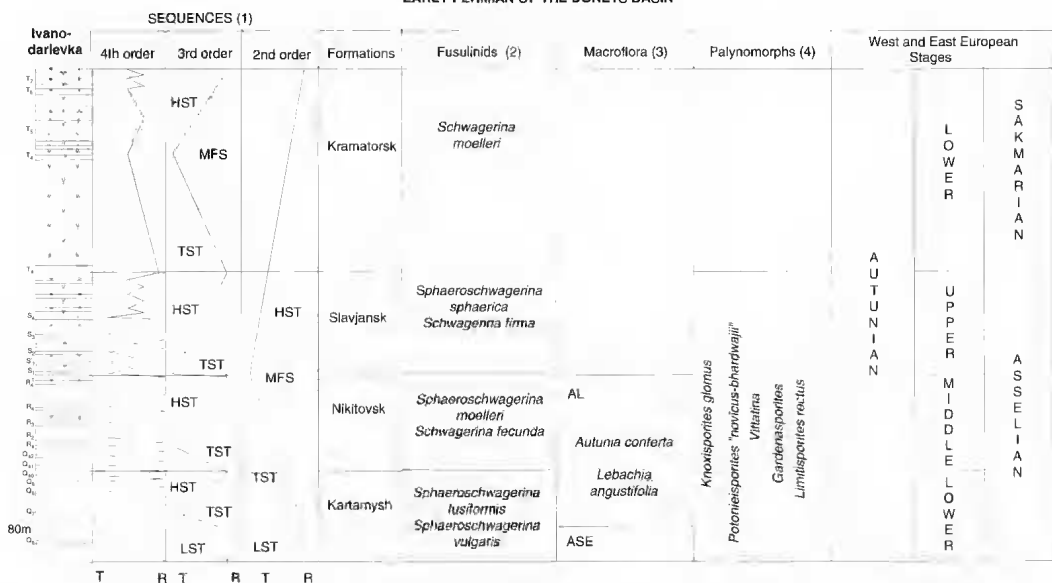 EARLY PERMIAN OF THE DONETS BASIN
SEQUENCES (1)
Ivano-
darievka
4th order
3rd order
2nd order
Formations
Fusulinids (2)
Macroflora (3)
Palynomorphs (4)
West and East European
Stages
HST
MFS
TST
Kramatorsk
Schwagerina
moelleri
LOWER
SAKMARIAN
HST
TST
HST
MFS
Slavjansk
Sphaeroschwagerina
sphaerica
Schwagerina firma
AUTUNIAN
UPPER
HST
TST
Nikitovsk
Sphaeroschwagerina
moelleri
Schwagerina fecunda
AL
Autunia conferta
Lebachia
angustifolia
Knoxisporites glomus
Potonieisporites "novicus-bhardwajii"
Vittatina
Gardenasporites
Limitisporites rectus
MIDDLE
ASSELIAN
HST
TST
LST
TST
LST
Kartamysh
Sphaeroschwagerina
fusiformis
Sphaeroschwagerina
vulgaris
ASE
LOWER
80m
T R T R T R